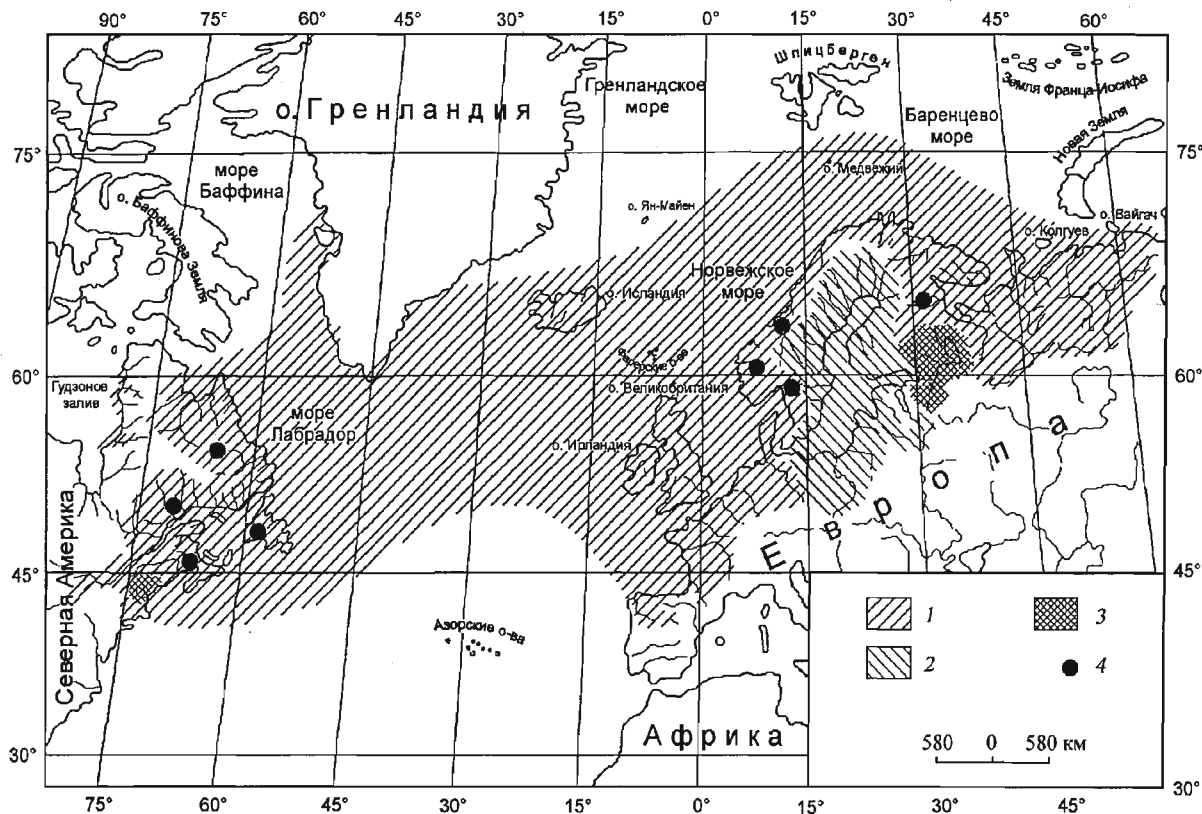 90° 75° 60° 45° 30° 15° 0° 15° 30° 45° 60°
Шпицберген
Земля Франца-Иосифа
Гренландское
море
о. Гренландия
Баренцево
море
Новая Земля
75° 75°
море
Баффина
о. Медвежий
о. Баффинова Земля
о. Ян-Майен
о. Вайгач
о. Колгуев
Норвежское
море
о. Исландия
Фарерские о-ва
60° 60°
Гудзонов
залив
о. Великобритания
море
Лабрадор
о. Ирландия
Европа
Северная Америка
45° 45°
1 3
2 4
Азорские о-ва
Африка
580 0 580 км
30° 30°
75° 60° 45° 30° 15° 0° 15° 30° 45°